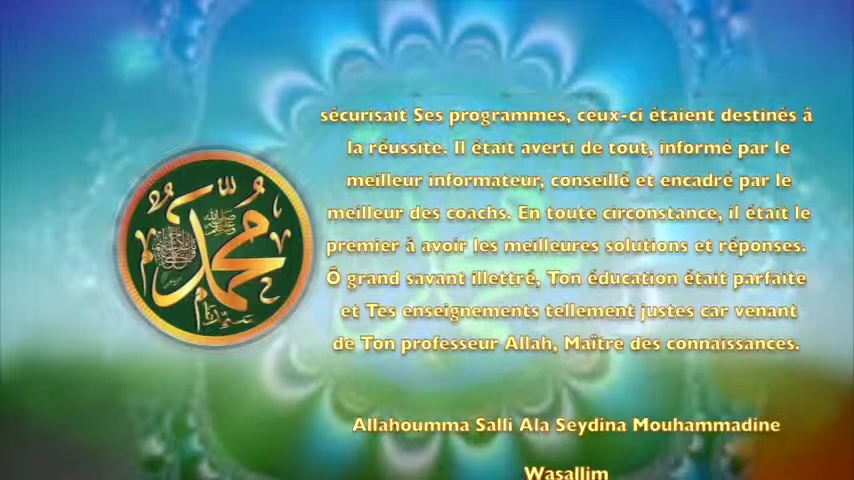 sécurisait Ses programmes, ceux-ci étaient destinés á
la réussite. Il était averti de tout, informé par le
meilleur informateur, conseillé et encadré par le
meilleur des coachs. En toute circonstance, il était le
premier à avoir les meilleures solutions et réponses.
Ô grand savant illettré, Ton éducation était parfaite
et Tes enseignements tellement justes car venant
de Ton professeur Allah, Maître des connaissances.
Allahoumma Salli Ala Seydina Mouhammadine
Wasallim
محمد